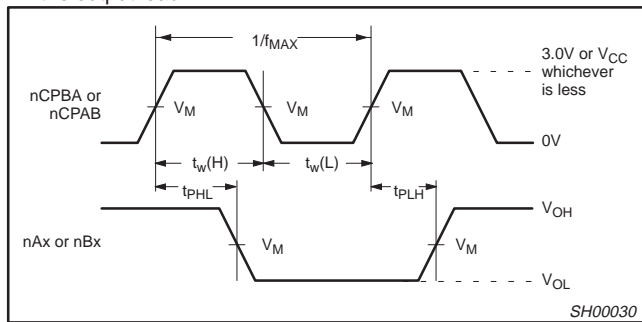 1/fMAX
3.0V or VCC
whichever
is less
nCPBA or
nCPAB
VM
VM
VM
0V
tw(H)
tw(L)
tPHL
tPLH
VOH
nAx or nBx
VM
VM
VOL
SH00030